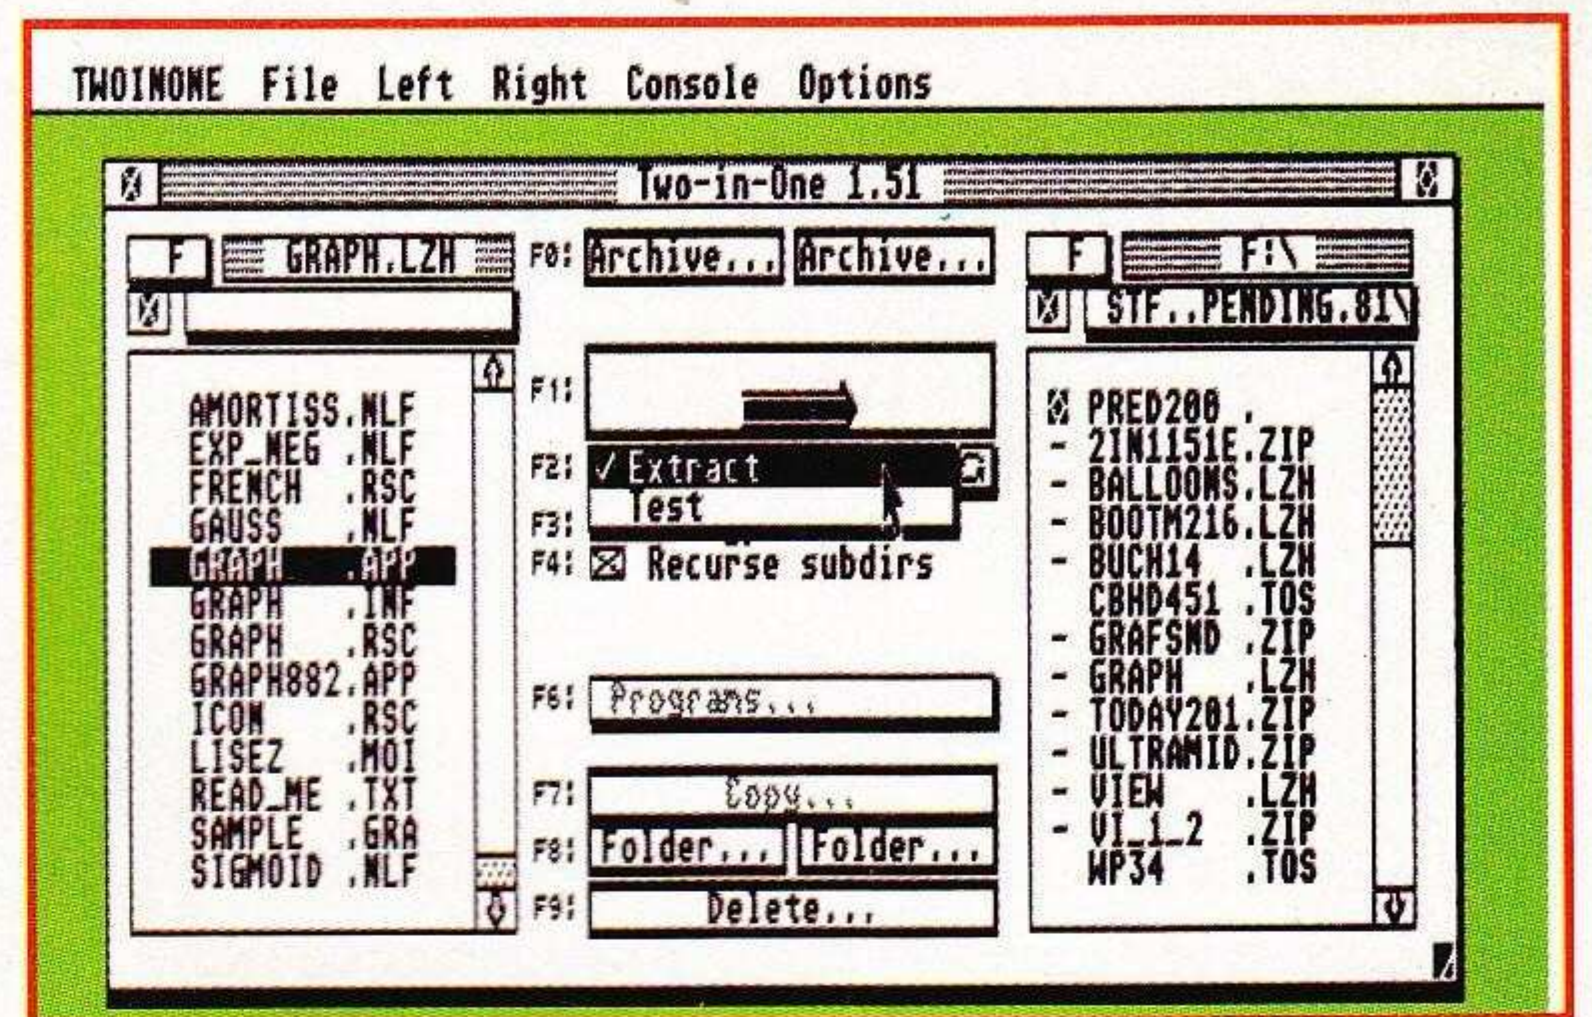 TWOINONE File Left Right Console Options
Two-in-One 1.51
F GRAPH.LZH
AMORTISS.NLF
EXP_NEG .NLF
FRENCH .RSC
GAUSS .NLF
GRAPH .APP
GRAPH .INF
GRAPH .RSC
GRAPH882.APP
ICON .RSC
LISEZ .MOI
READ_ME .TXT
SAMPLE .GRA
SIGMOID .NLF
F0: Archive... Archive...
F1:
F2: ✓ Extract
Test
F3:
F4: Recurse subdirs
F6: Programs...
F7: Copy...
F8: Folder... Folder...
F9: Delete...
F F:\
STF..PENDING.81\
PRED200 .
- 2IN1151E.ZIP
- BALLOONS.LZH
- BOOTM216.LZH
- BUCH14 .LZH
CBHD451 .TOS
- GRAFSND .ZIP
- GRAPH .LZH
- TODAY201.ZIP
- ULTRAMID.ZIP
- VIEW .LZH
- VI_1_2 .ZIP
WP34 .TOS